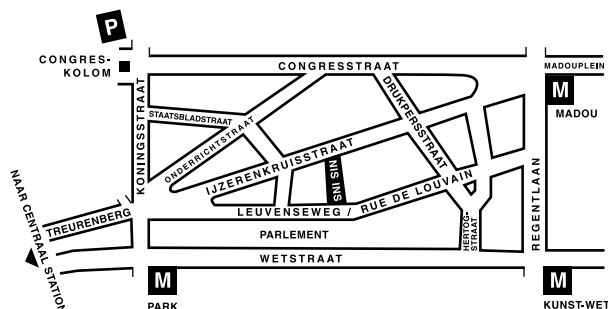 P
CONGRES-
KOLOM
CONGRESSTRAAT
MADOUPLEIN
M
MADOU
KONINGSSTRAAT
STAATSBLADSTRAAT
ONDERRICHTSTRAAT
DRUKPERSSTRAAT
IJZERENKRUISSTRAAT
NIS INS
REGENTLAAN
TREURENBERG
LEUVENSEWEG / RUE DE LOUVAIN
HERTOG-
STRAAT
PARLEMENT
WETSTRAAT
NAAR CENTRAAL STATION
M
PARK
M
KUNST-WET